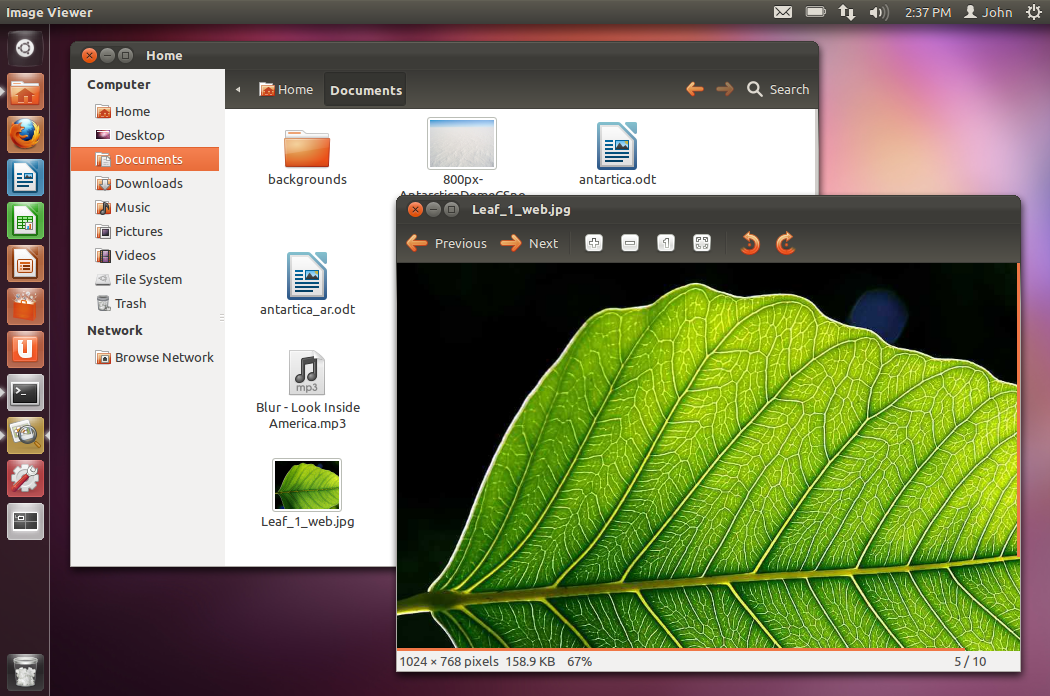 Image Viewer
2:37 PM
John
Home
Computer
Home
Desktop
Documents
Downloads
Music
Pictures
Videos
File System
Trash
Network
Browse Network
Home
Documents
Search
backgrounds
800px-
antartica.odt
antartica_ar.odt
mp3
Blur - Look Inside
America.mp3
Leaf_1_web.jpg
Leaf_1_web.jpg
Previous
Next
1
1024 × 768 pixels 158.9 KB 67%
5 / 10